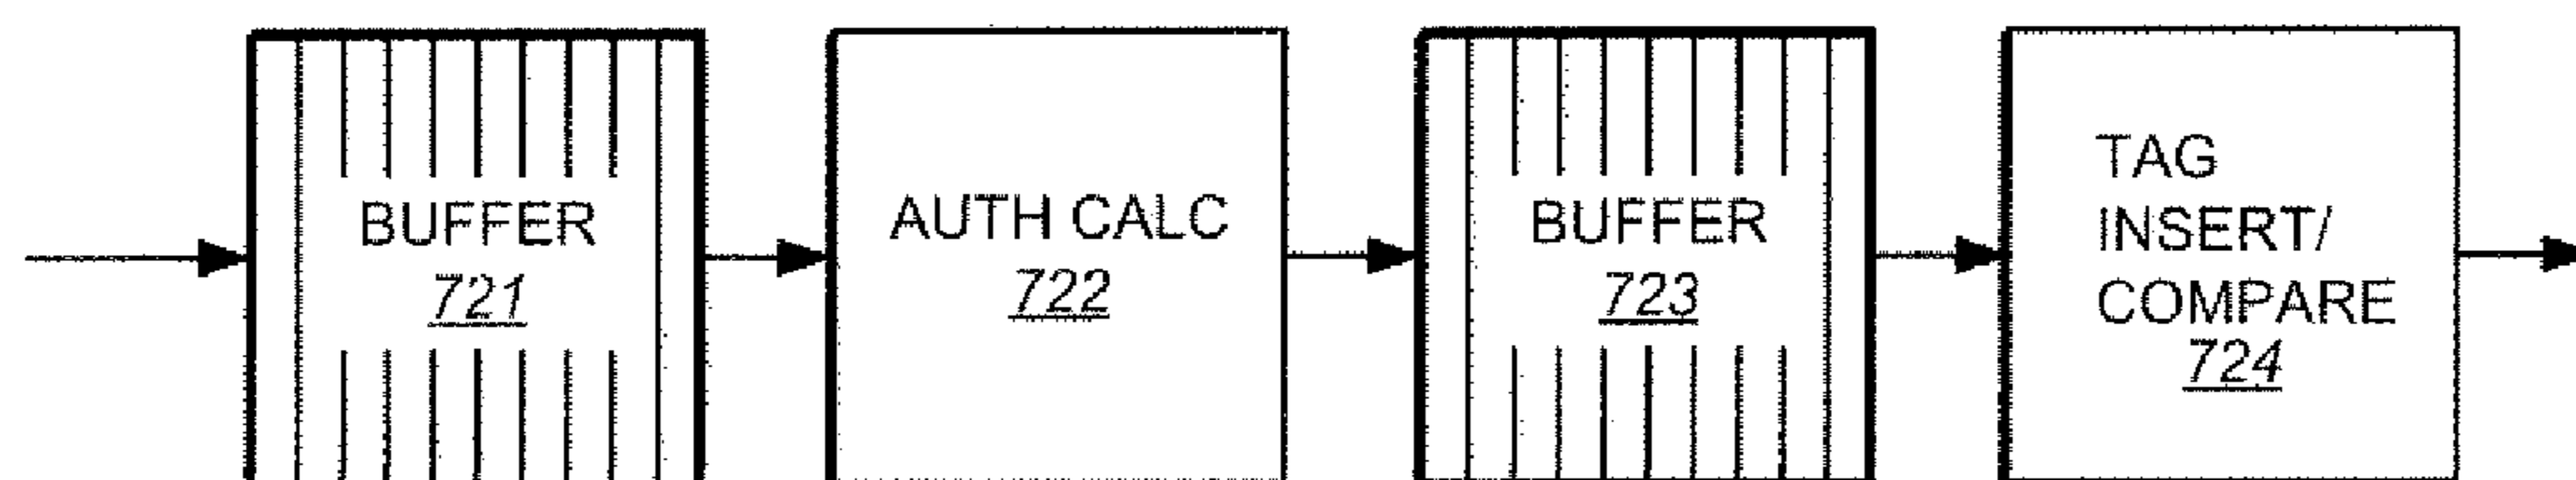 BUFFER
721
AUTH CALC
722
BUFFER
723
TAG
INSERT/
COMPARE
724